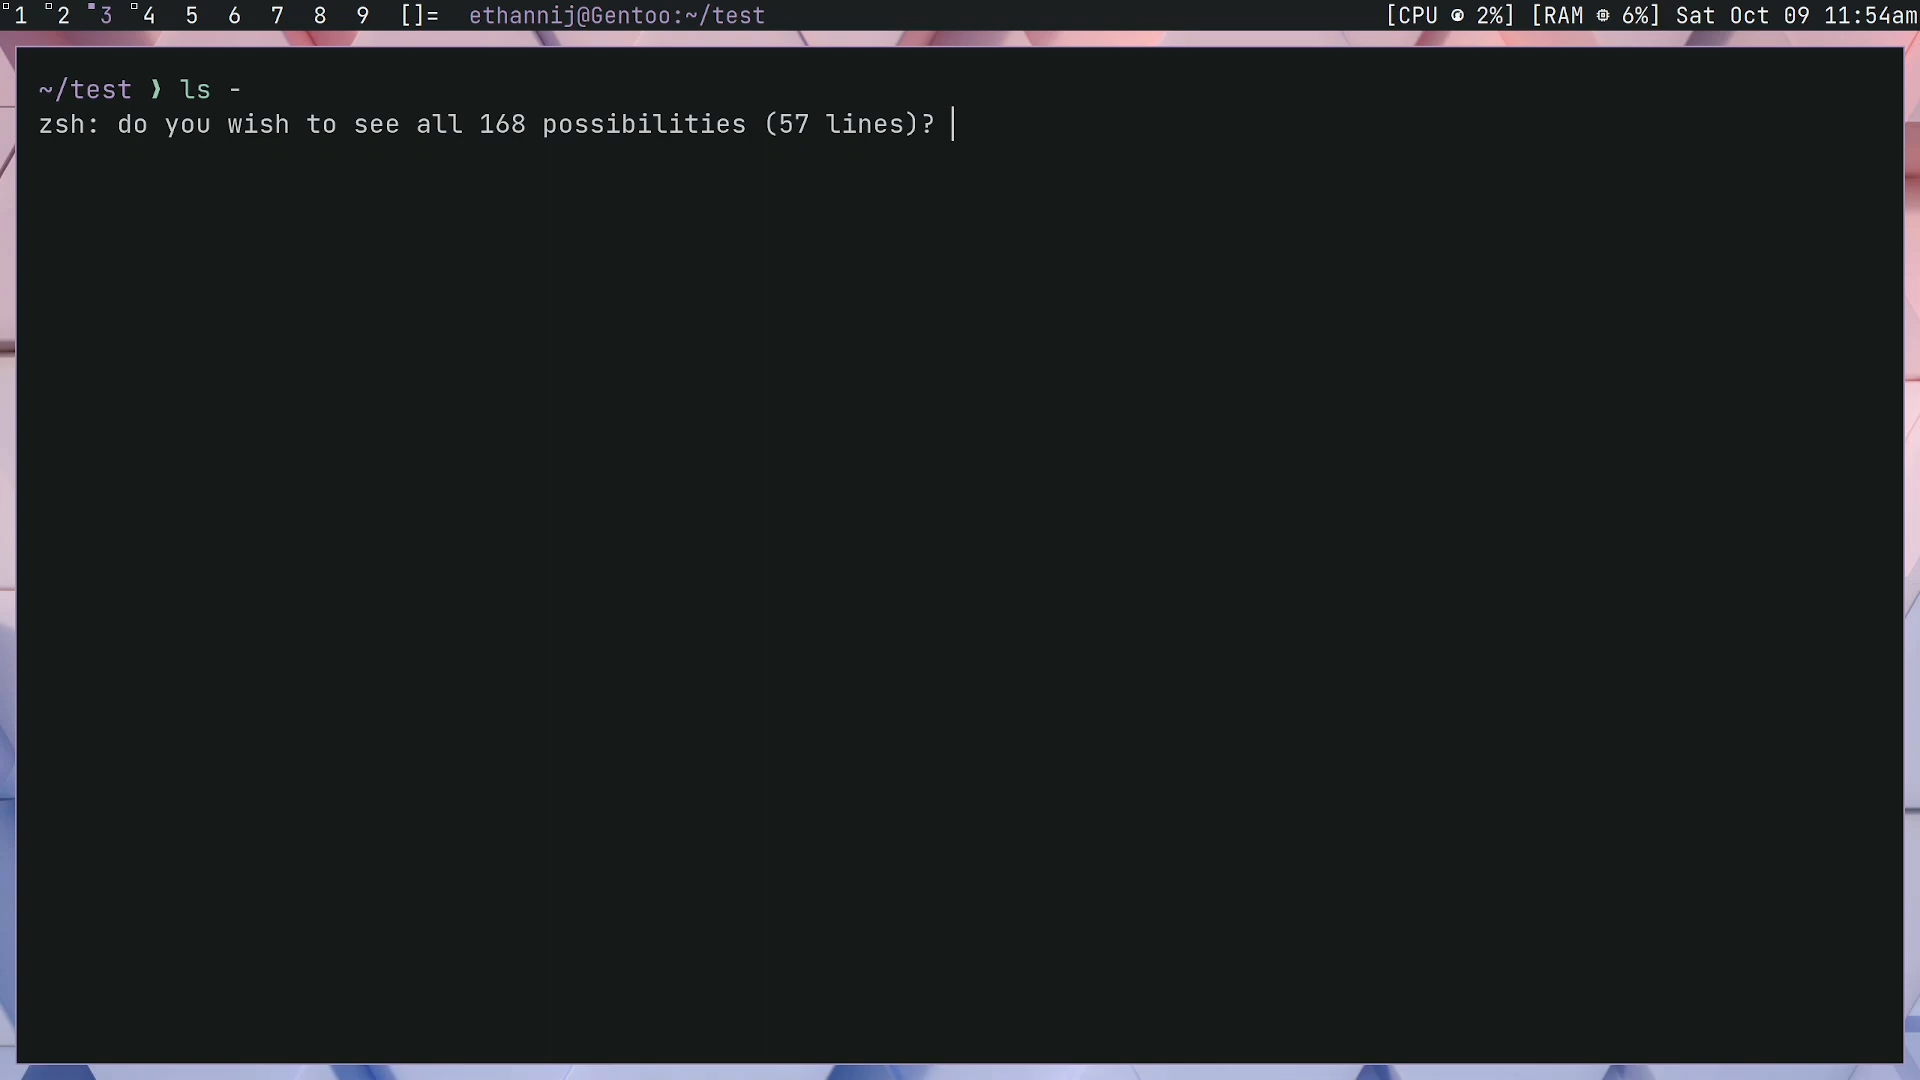 1 2 3 4 5 6 7 8 9 []= ethannij@Gentoo:~/test [CPU 2%] [RAM 6%] Sat Oct 09 11:54am
~/test ❱ ls -
zsh: do you wish to see all 168 possibilities (57 lines)?